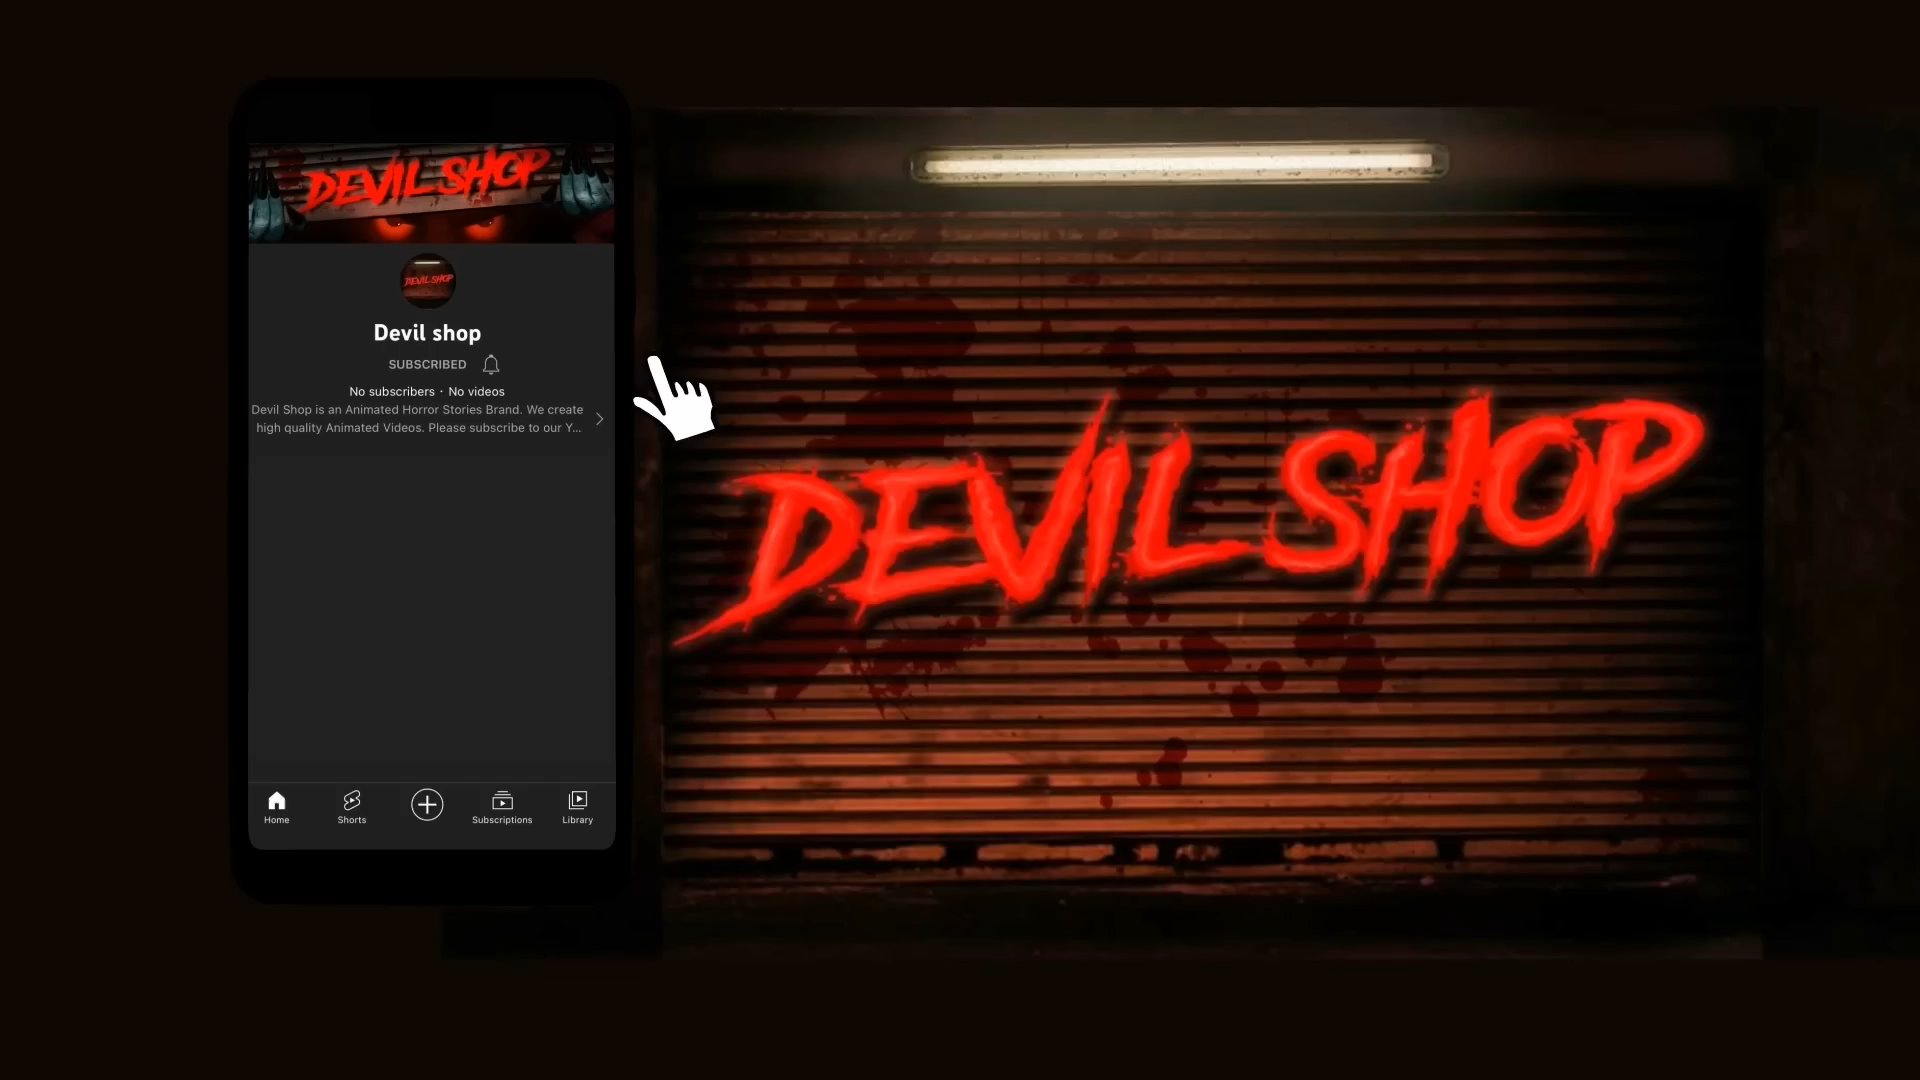 DEVIL SHOP
DEVIL SHOP
Devil shop
SUBSCRIBED
No subscribers · No videos
Devil Shop is an Animated Horror Stories Brand. We create
high quality Animated Videos. Please subscribe to our Y...
Home
Shorts
Subscriptions
Library
DEVIL SHOP